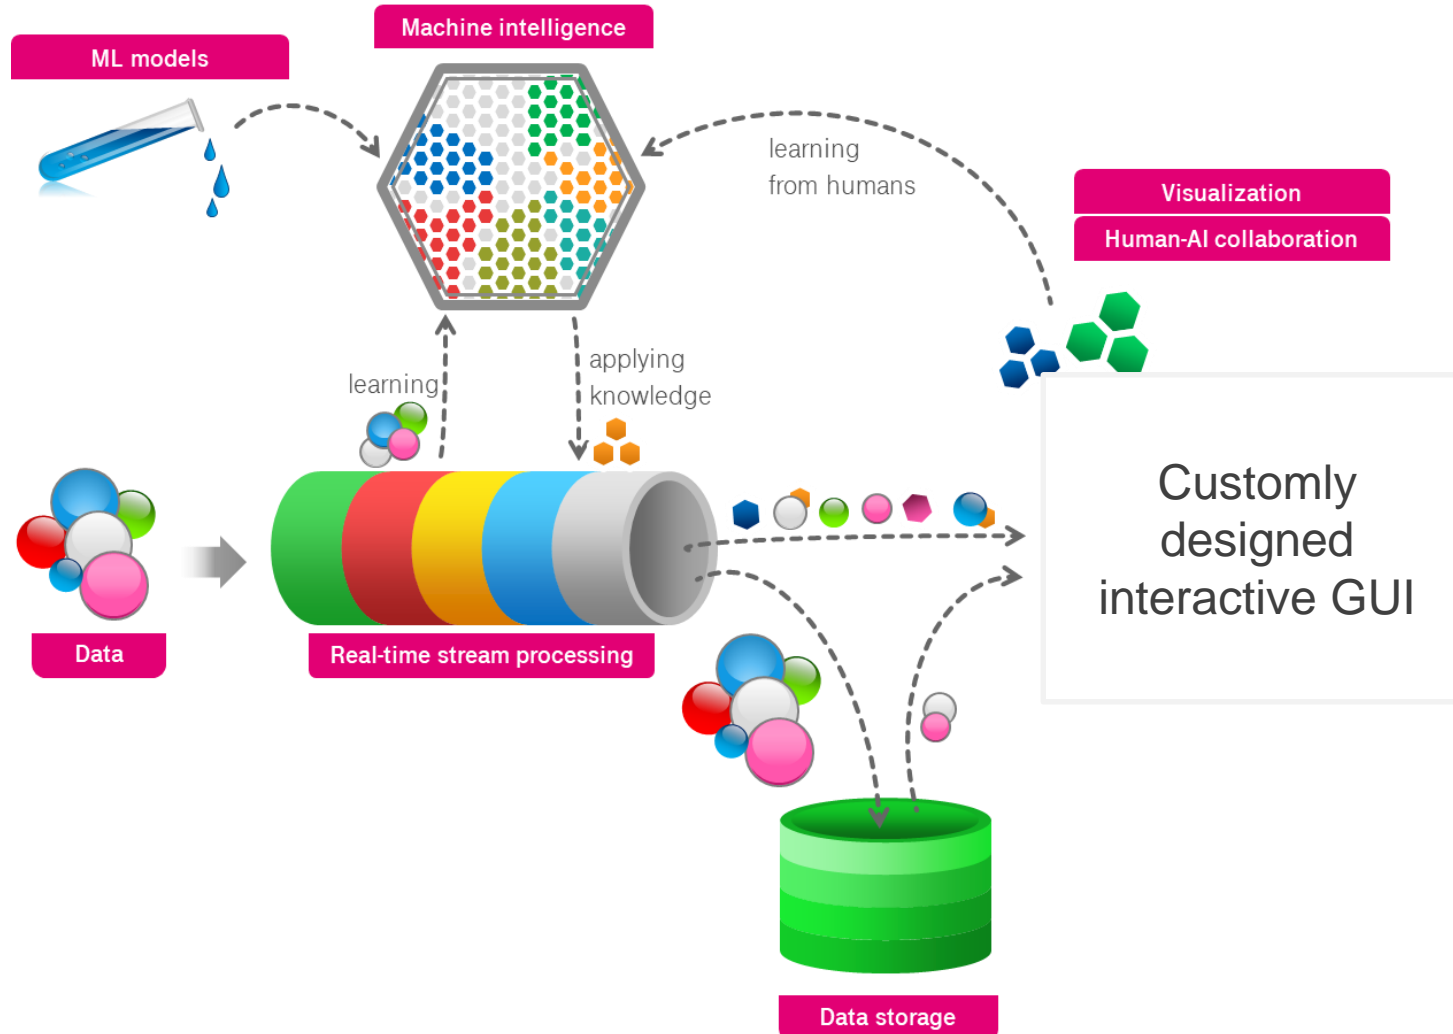 Machine intelligence
ML models
learning
from humans
Visualization
Human-AI collaboration
applying
knowledge
learning
Customly
designed
interactive GUI
Data
Real-time stream processing
Data storage